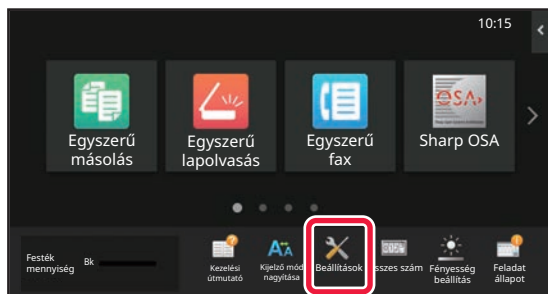 10:15
Egyszerű
másolás
Egyszerű
lapolvasás
Egyszerű
fax
OSA
Sharp OSA
Festék
mennyiség
Bk
Kezelési
útmutató
Kijelző mód
nagyítása
Beállítások
sszes szám
Fényesség
beállítás
Feladat
állapot